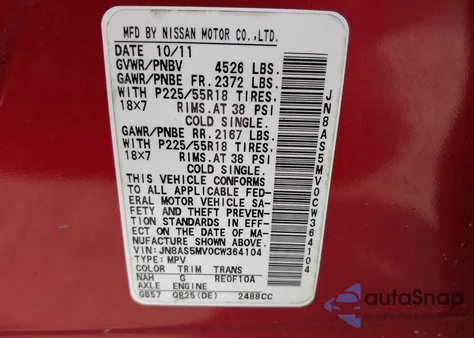 MFD BY NISSAN MOTOR CO.,LTD.
DATE 10/11
GVWR/PNBV 4526 LBS.
GAWR/PNBE FR. 2372 LBS.
WITH P225/55R18 TIRES.
18X7 RIMS.AT 38 PSI
COLD SINGLE.
GAWR/PNBE RR. 2167 LBS.
WITH P225/55R18 TIRES.
18X7 RIMS.AT 38 PSI
COLD SINGLE.
THIS VEHICLE CONFORMS
TO ALL APPLICABLE FED-
ERAL MOTOR VEHICLE SA-
FETY AND THEFT PREVEN-
TION STANDARDS IN EFF-
ECT ON THE DATE OF MA-
NUFACTURE SHOWN ABOVE.
VIN: JN8AS5MV0CW364104
TYPE: MPV
COLOR TRIM TRANS
NAH G RE0F10A
AXLE ENGINE
GB57 QR25(DE) 2488CC
JN8AS5MV0CW364104
autoSnap